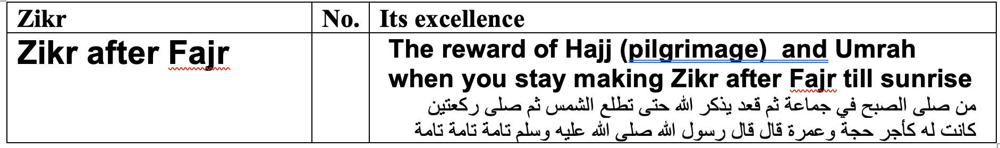 Zikr
No.
Its excellence
Zikr after Fajr
The reward of Hajj (pilgrimage)  and Umrah
when you stay making Zikr after Fajr till sunrise
من صلى الصبح في جماعة ثم قعد يذكر الله حتى تطلع الشمس ثم صلى ركعتين
كانت له كأجر حجة وعمرة قال قال رسول الله صلى الله عليه وسلم تامة تامة تامة